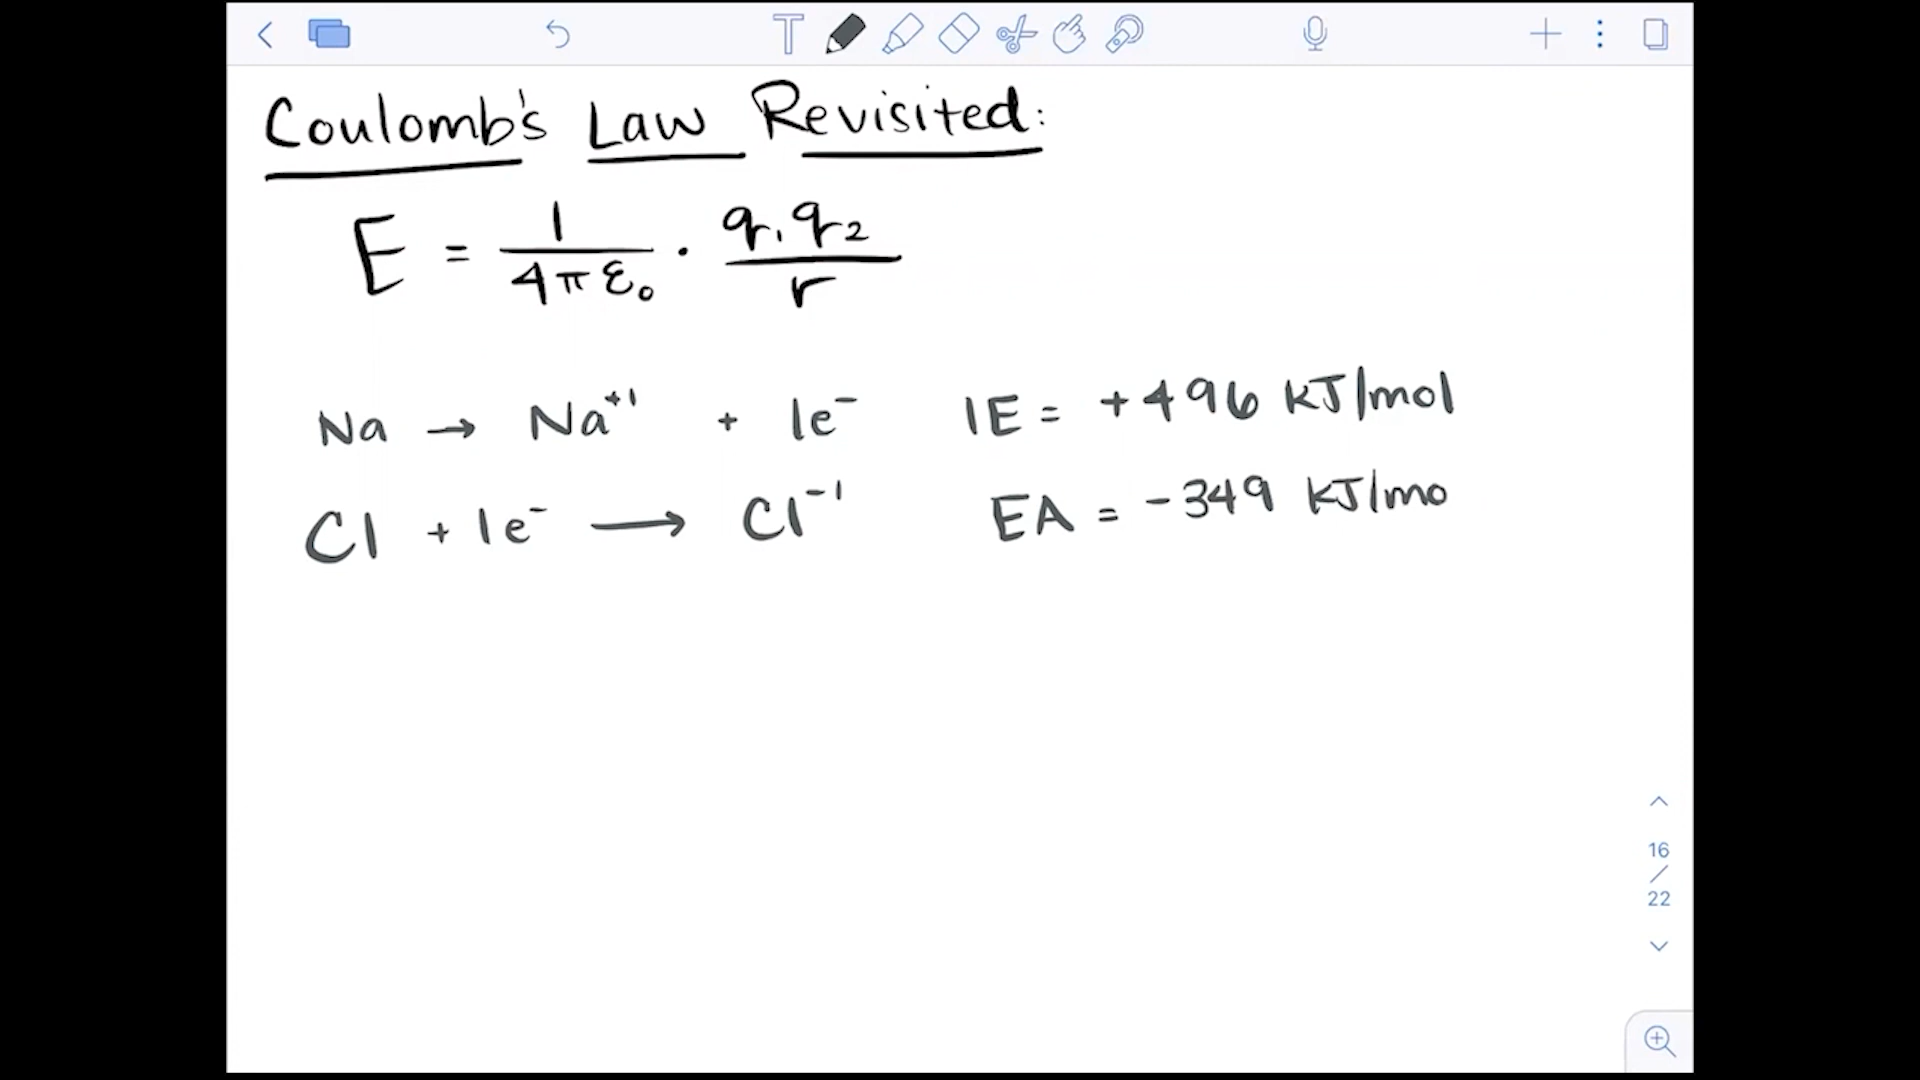 Coulomb's Law Revisited:
E = 1/4πε₀ · q₁q₂/r
Na → Na⁺¹ + 1e⁻ IE = +496 kJ/mol
Cl + 1e⁻ → Cl⁻¹ EA = -349 kJ/mo
16
/
22